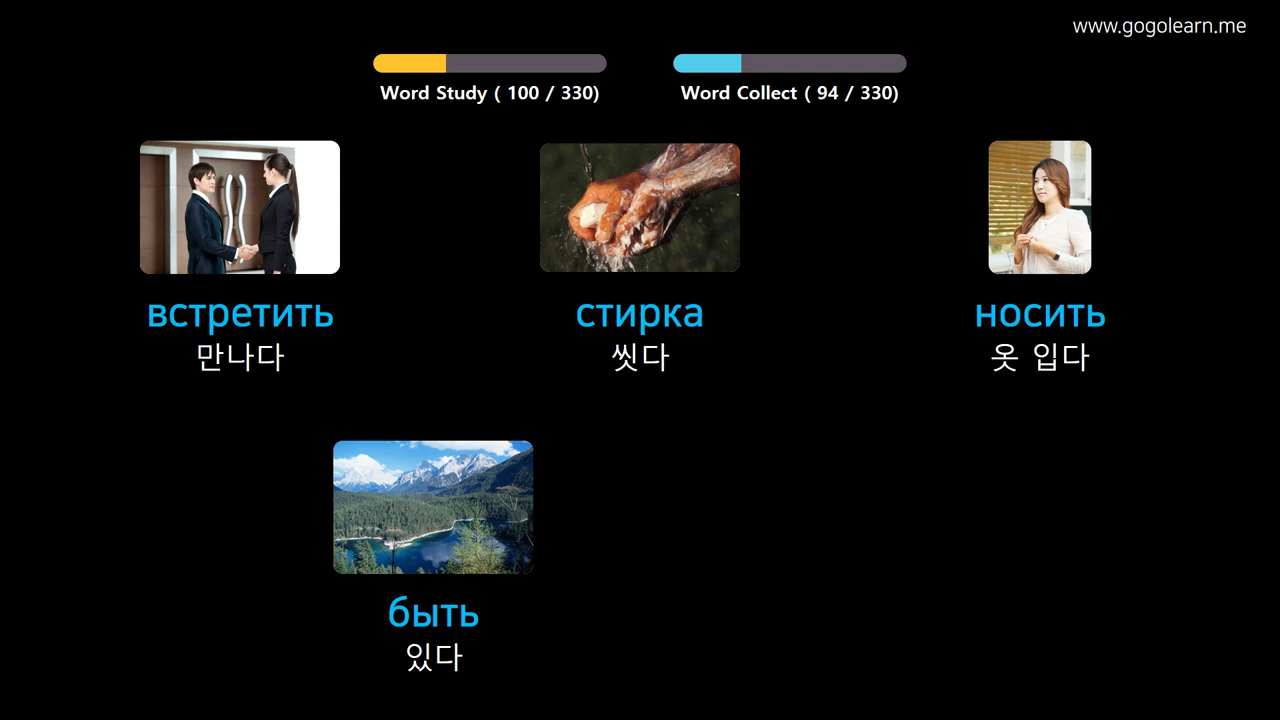 www.gogolearn.me
Word Study ( 100 / 330)
Word Collect ( 94 / 330)
встретить
만나다
стирка
씻다
носить
옷 입다
быть
있다